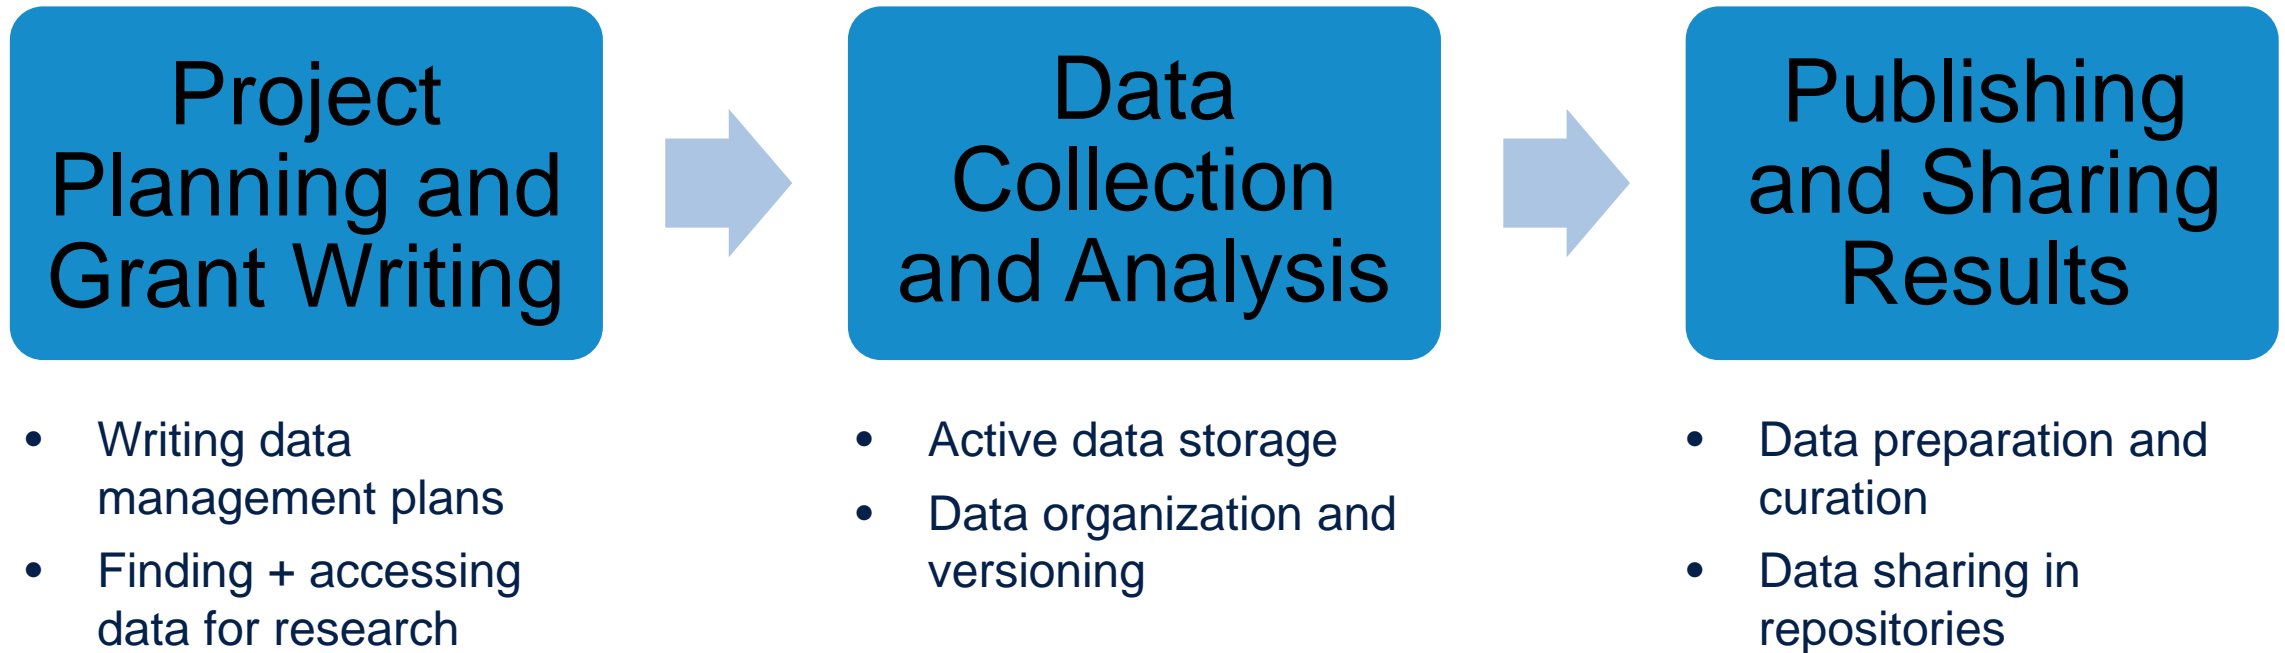 Project
Planning and
Grant Writing
Data
Collection
and Analysis
Publishing
and Sharing
Results
• Writing data
management plans
• Finding + accessing
data for research
• Active data storage
• Data organization and
versioning
• Data preparation and
curation
• Data sharing in
repositories